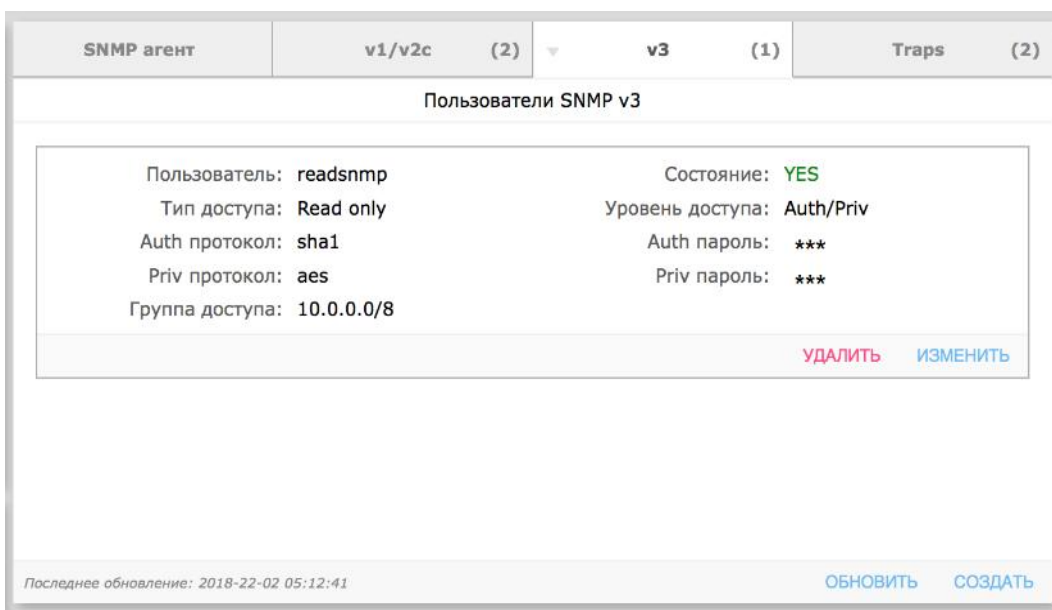 SNMP агент v1/v2c (2) v3 (1) Traps (2)
Пользователи SNMP v3
Пользователь: readsnmp Состояние: YES
Тип доступа: Read only Уровень доступа: Auth/Priv
Auth протокол: sha1 Auth пароль: ***
Priv протокол: aes Priv пароль: ***
Группа доступа: 10.0.0.0/8
УДАЛИТЬ ИЗМЕНИТЬ
Последнее обновление: 2018-22-02 05:12:41 ОБНОВИТЬ СОЗДАТЬ